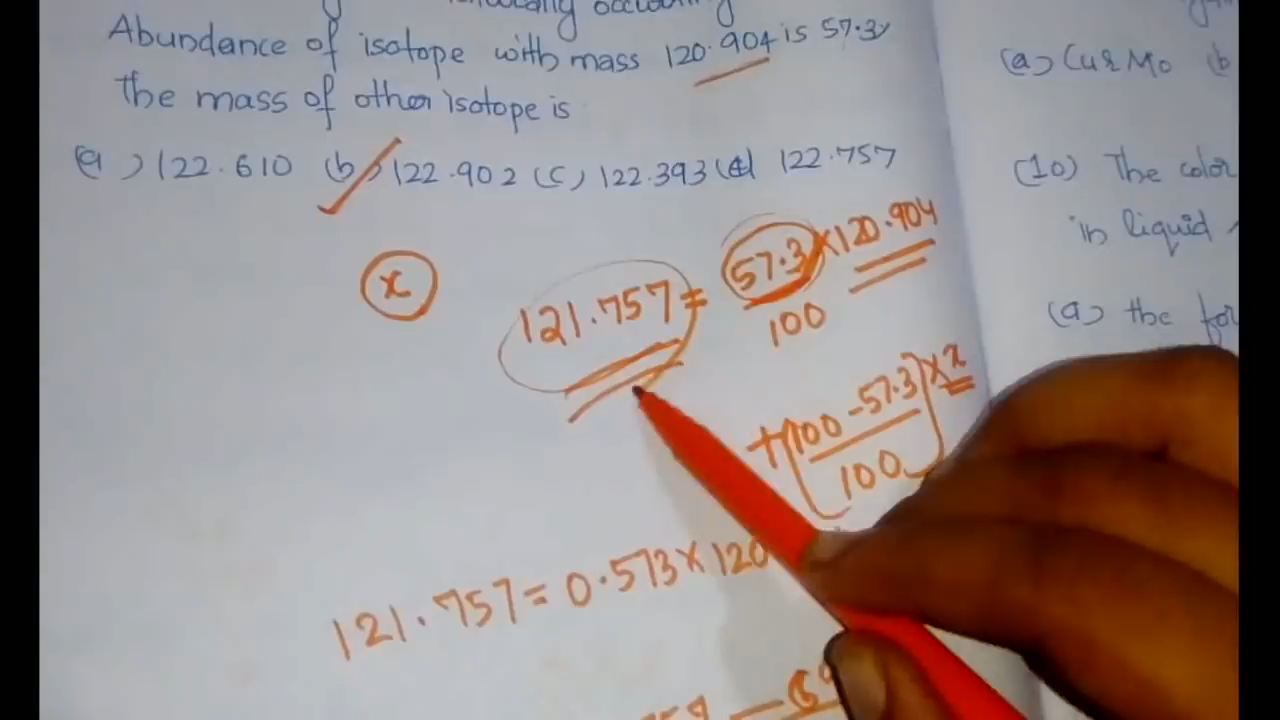 occuring
Abundance of isotope with mass 120.904 is 57.3%
the mass of other isotope is
(a) 122.610 (b) 122.902 (c) 122.393 (d) 122.757
x
121.757 = 57.3 × 120.904
100
+ (100 - 57.3) × x
100
121.757 = 0.573 × 120
(a) Cu & Mo (b
(10) The color
in liquid
(a) the for